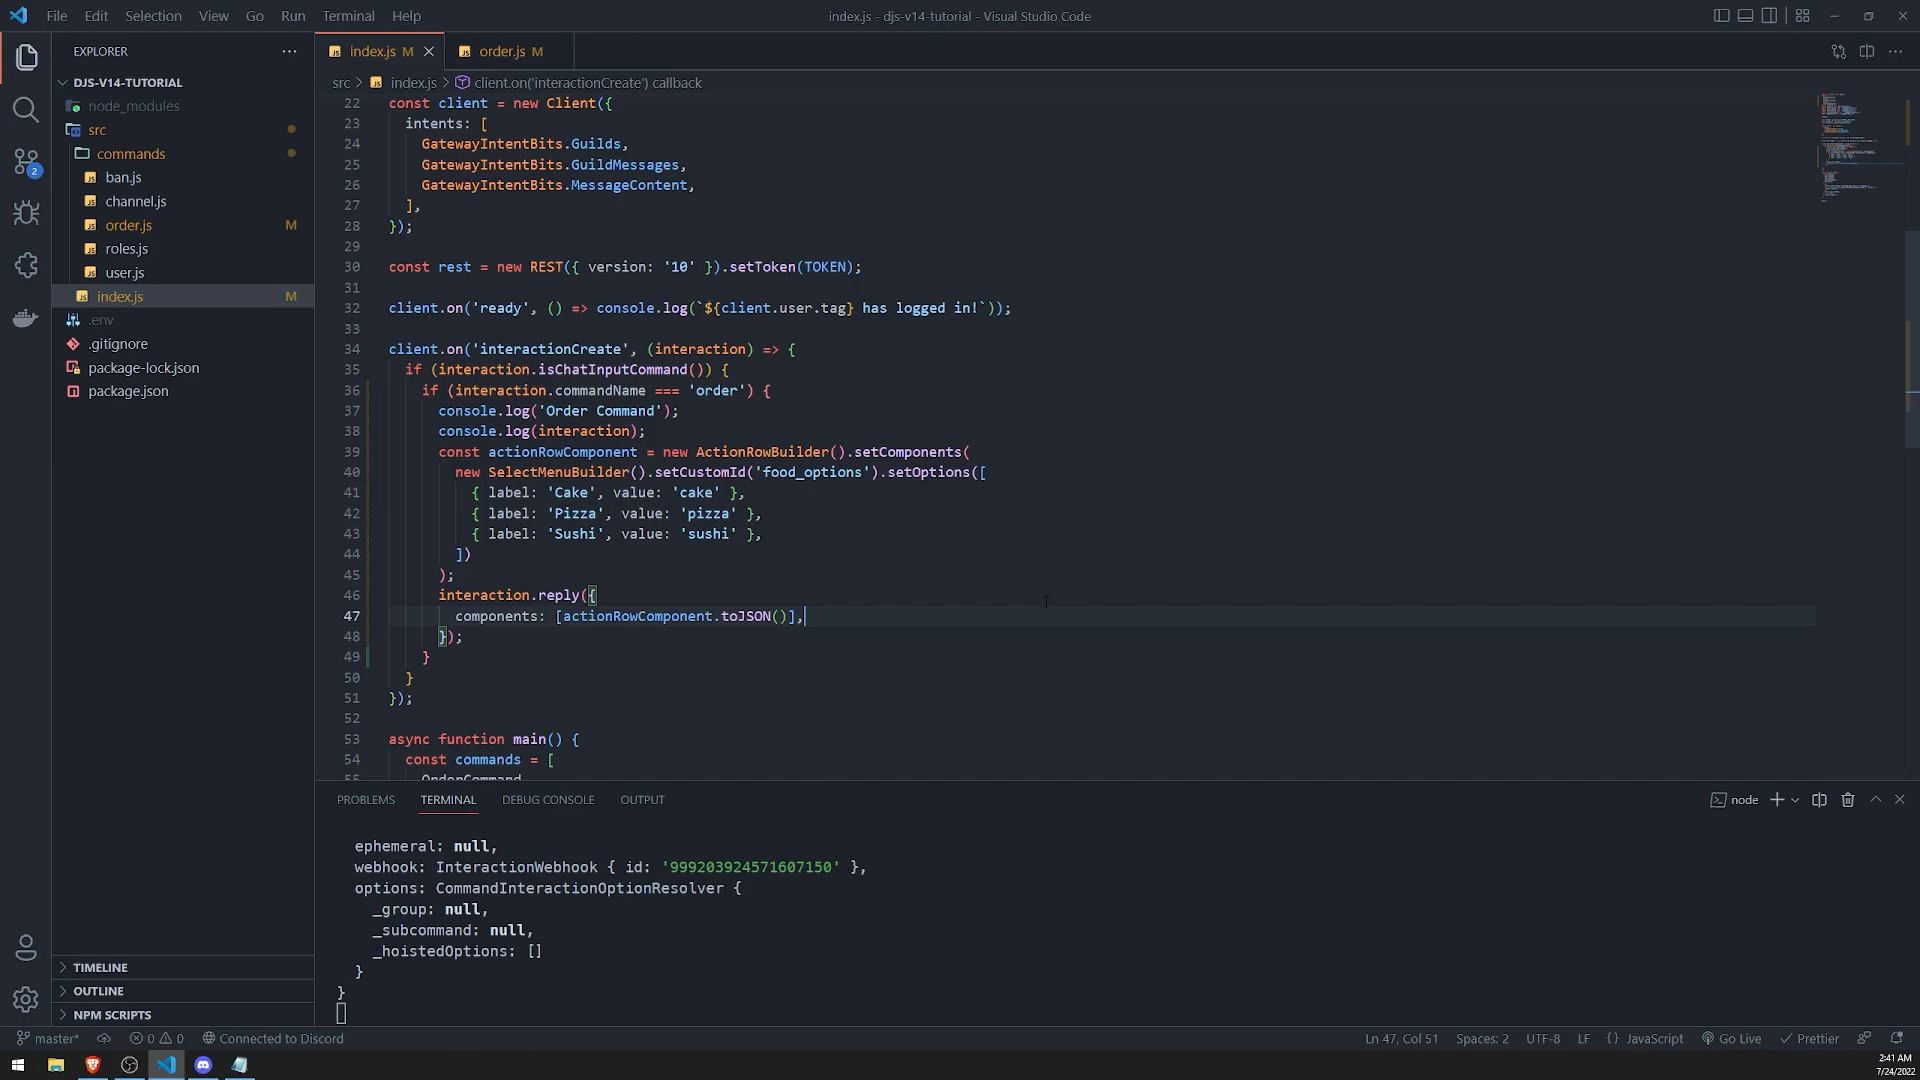 File Edit Selection View Go Run Terminal Help
index.js - djs-v14-tutorial - Visual Studio Code
EXPLORER
DJS-V14-TUTORIAL
node_modules
src
commands
ban.js
channel.js
order.js M
roles.js
user.js
index.js M
.env
.gitignore
package-lock.json
package.json
TIMELINE
OUTLINE
NPM SCRIPTS
2
index.js M
order.js M
src > index.js > client.on('interactionCreate') callback
22 const client = new Client({
23 intents: [
24 GatewayIntentBits.Guilds,
25 GatewayIntentBits.GuildMessages,
26 GatewayIntentBits.MessageContent,
27 ],
28 });
29
30 const rest = new REST({ version: '10' }).setToken(TOKEN);
31
32 client.on('ready', () => console.log(`${client.user.tag} has logged in!`));
33
34 client.on('interactionCreate', (interaction) => {
35 if (interaction.isChatInputCommand()) {
36 if (interaction.commandName === 'order') {
37 console.log('Order Command');
38 console.log(interaction);
39 const actionRowComponent = new ActionRowBuilder().setComponents(
40 new SelectMenuBuilder().setCustomId('food_options').setOptions([
41 { label: 'Cake', value: 'cake' },
42 { label: 'Pizza', value: 'pizza' },
43 { label: 'Sushi', value: 'sushi' },
44 ])
45 );
46 interaction.reply({
47 components: [actionRowComponent.toJSON()],
48 });
49 }
50 }
51 });
52
53 async function main() {
54 const commands = [
55 OrderCommand
PROBLEMS TERMINAL DEBUG CONSOLE OUTPUT
node
ephemeral: null,
webhook: InteractionWebhook { id: '999203924571607150' },
options: CommandInteractionOptionResolver {
_group: null,
_subcommand: null,
_hoistedOptions: []
}
}
master* 0 0 Connected to Discord
Ln 47, Col 51 Spaces: 2 UTF-8 LF {} JavaScript Go Live Prettier
2:41 AM
7/24/2022